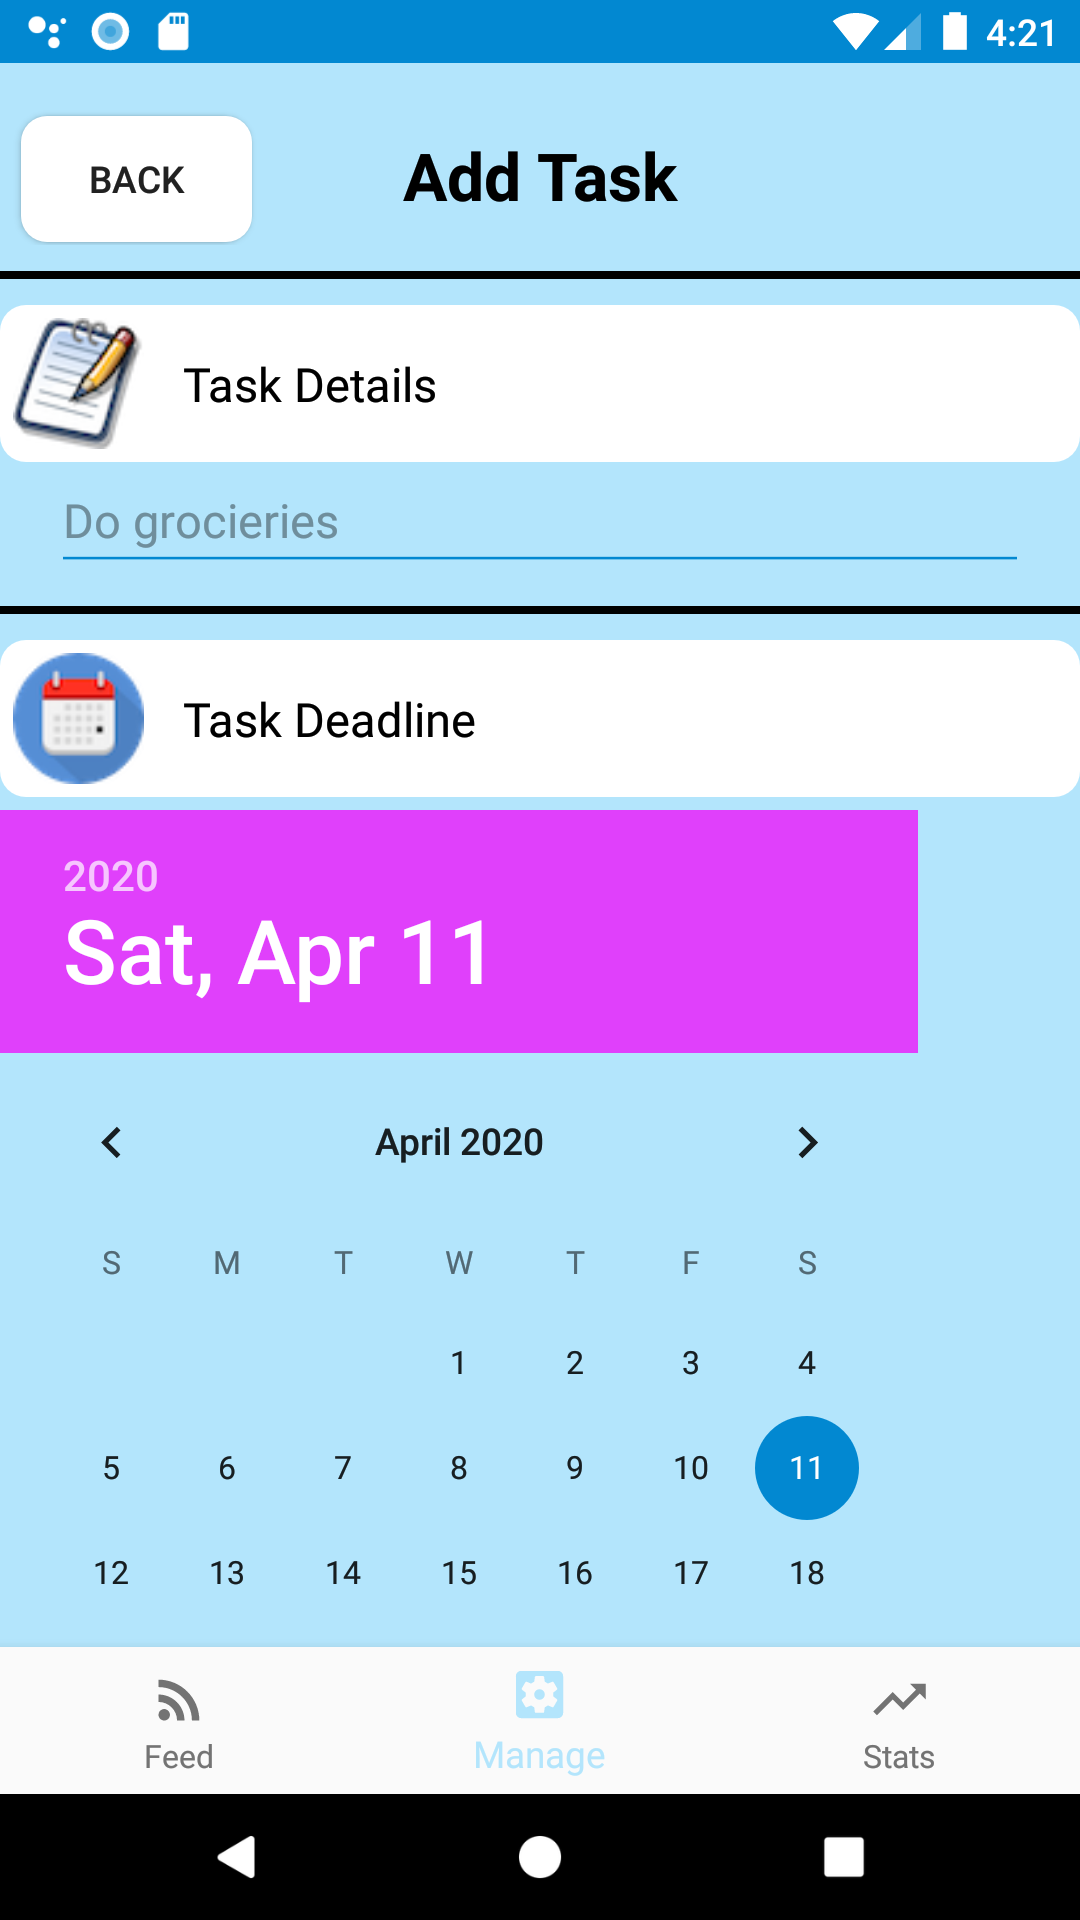 4:21
BACK
Add Task
Task Details
Do grocieries
Task Deadline
2020
Sat, Apr 11
April 2020
S M T W T F S
1 2 3 4
5 6 7 8 9 10 11
12 13 14 15 16 17 18
Feed Manage Stats